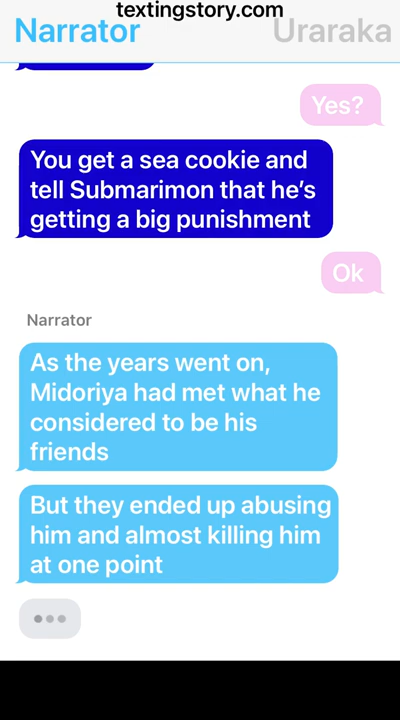 textingstory.com
Narrator
Uraraka
Yes?
You get a sea cookie and
tell Submarimon that he's
getting a big punishment
Ok
Narrator
As the years went on,
Midoriya had met what he
considered to be his
friends
But they ended up abusing
him and almost killing him
at one point